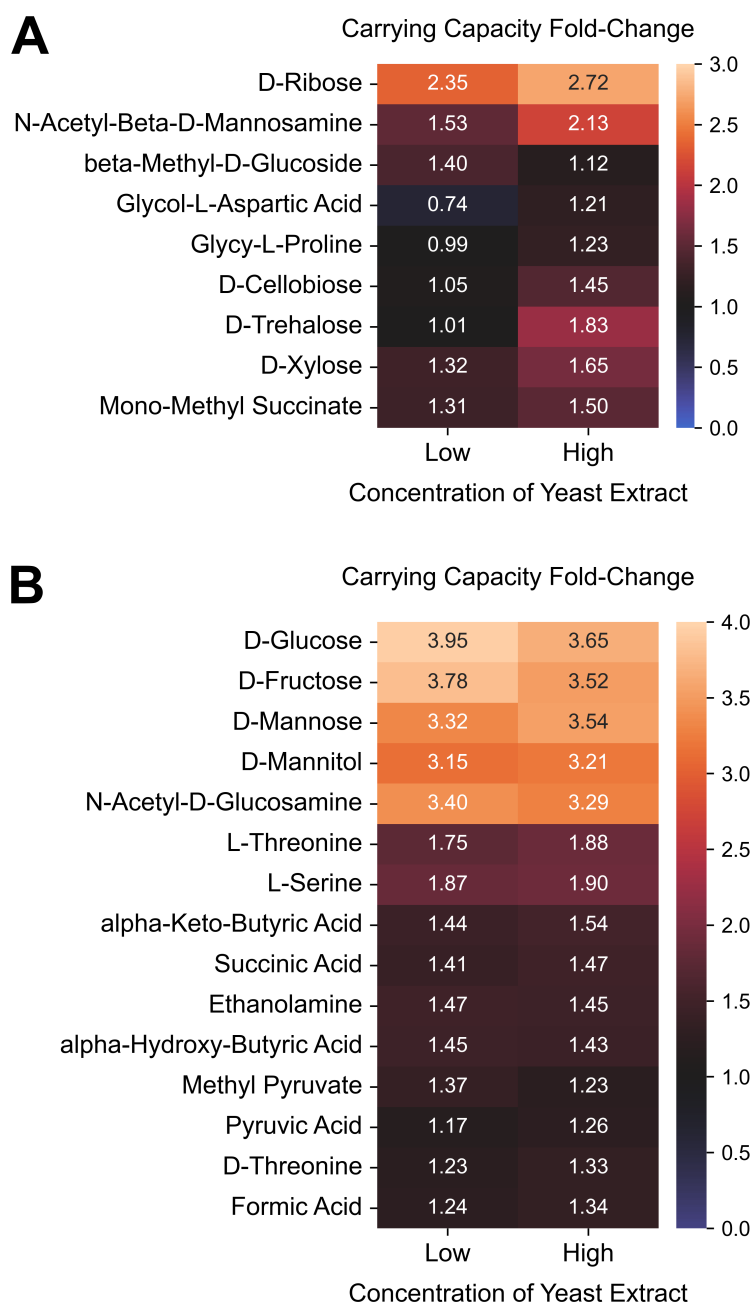 A
Carrying Capacity Fold-Change
D-Ribose 2.35 2.72
N-Acetyl-Beta-D-Mannosamine 1.53 2.13
beta-Methyl-D-Glucoside 1.40 1.12
Glycol-L-Aspartic Acid 0.74 1.21
Glycy-L-Proline 0.99 1.23
D-Cellobiose 1.05 1.45
D-Trehalose 1.01 1.83
D-Xylose 1.32 1.65
Mono-Methyl Succinate 1.31 1.50
Low High
Concentration of Yeast Extract
3.0
2.5
2.0
1.5
1.0
0.5
0.0
B
Carrying Capacity Fold-Change
D-Glucose 3.95 3.65
D-Fructose 3.78 3.52
D-Mannose 3.32 3.54
D-Mannitol 3.15 3.21
N-Acetyl-D-Glucosamine 3.40 3.29
L-Threonine 1.75 1.88
L-Serine 1.87 1.90
alpha-Keto-Butyric Acid 1.44 1.54
Succinic Acid 1.41 1.47
Ethanolamine 1.47 1.45
alpha-Hydroxy-Butyric Acid 1.45 1.43
Methyl Pyruvate 1.37 1.23
Pyruvic Acid 1.17 1.26
D-Threonine 1.23 1.33
Formic Acid 1.24 1.34
Low High
Concentration of Yeast Extract
4.0
3.5
3.0
2.5
2.0
1.5
1.0
0.5
0.0